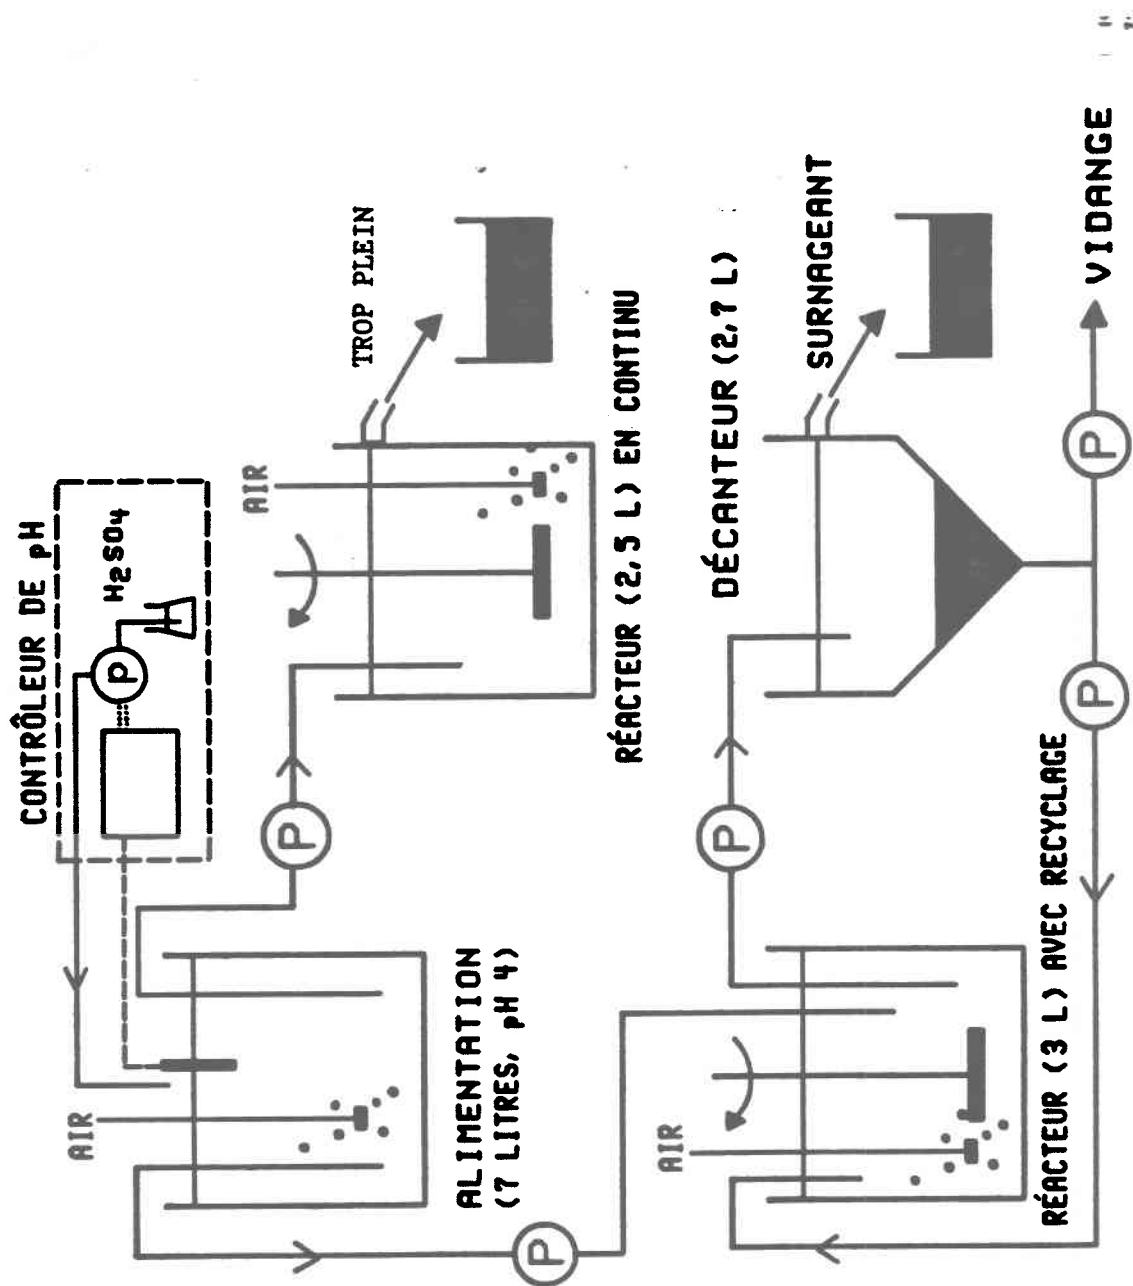 CONTRÔLEUR DE pH
H2SO4
P
AIR
P
AIR
TROP PLEIN
ALIMENTATION
(7 LITRES, pH 4)
RÉACTEUR (2,5 L) EN CONTINU
P
AIR
P
DÉCANTEUR (2,7 L)
SURNAGEANT
RÉACTEUR (3 L) AVEC RECYCLAGE
P
P
VIDANGE